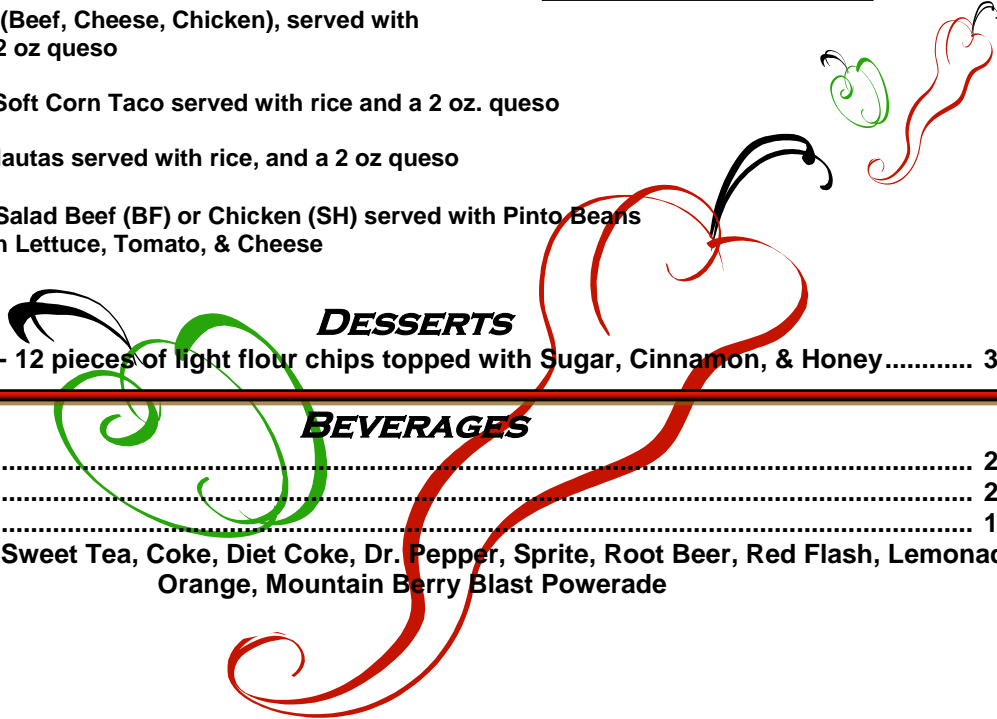 (Beef, Cheese, Chicken), served with
2 oz queso
Soft Corn Taco served with rice and a 2 oz. queso
lautas served with rice, and a 2 oz queso
Salad Beef (BF) or Chicken (SH) served with Pinto Beans
n Lettuce, Tomato, & Cheese
DESSERTS
- 12 pieces of light flour chips topped with Sugar, Cinnamon, & Honey............. 3
BEVERAGES
........................................................................................................................ 2
........................................................................................................................ 2
........................................................................................................................ 1
Sweet Tea, Coke, Diet Coke, Dr. Pepper, Sprite, Root Beer, Red Flash, Lemonad
Orange, Mountain Berry Blast Powerade